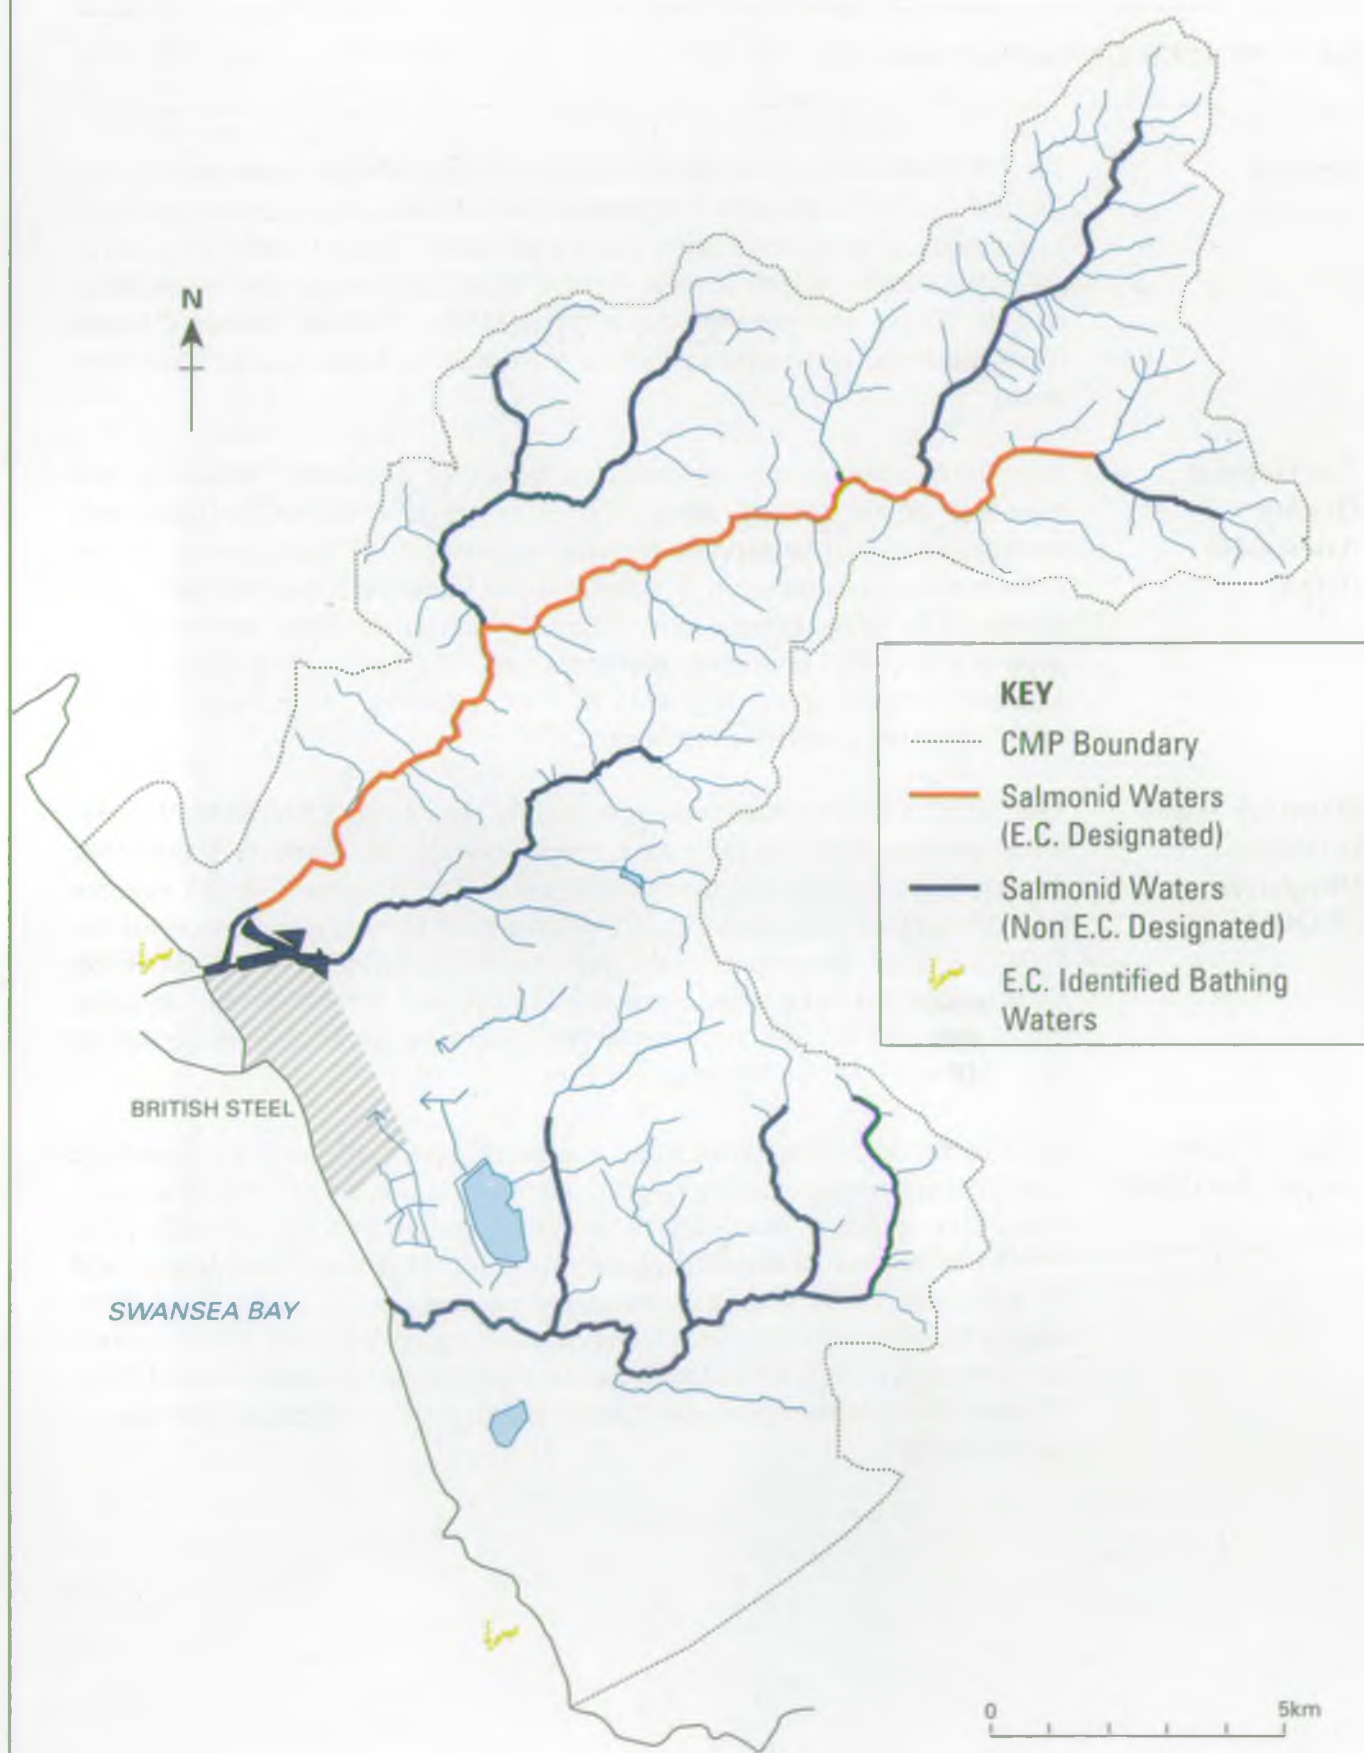 N
KEY
CMP Boundary
Salmonid Waters
(E.C. Designated)
Salmonid Waters
(Non E.C. Designated)
E.C. Identified Bathing
Waters
BRITISH STEEL
SWANSEA BAY
0 5km